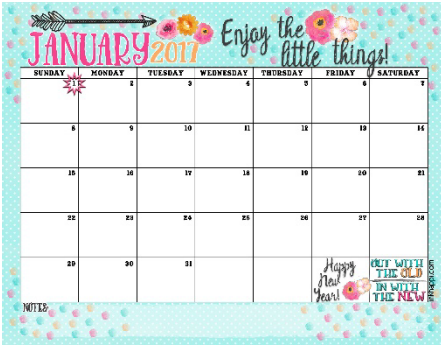 JANUARY 2017
Enjoy the
little things!
SUNDAY MONDAY TUESDAY WEDNESDAY THURSDAY FRIDAY SATURDAY
1 2 3 4 5 6 7
8 9 10 11 12 13 14
15 16 17 18 19 20 21
22 23 24 25 26 27 28
29 30 31
Happy
New
Year!
OUT WITH
THE OLD
IN WITH
THE NEW
inkhappi.com
NOTES: